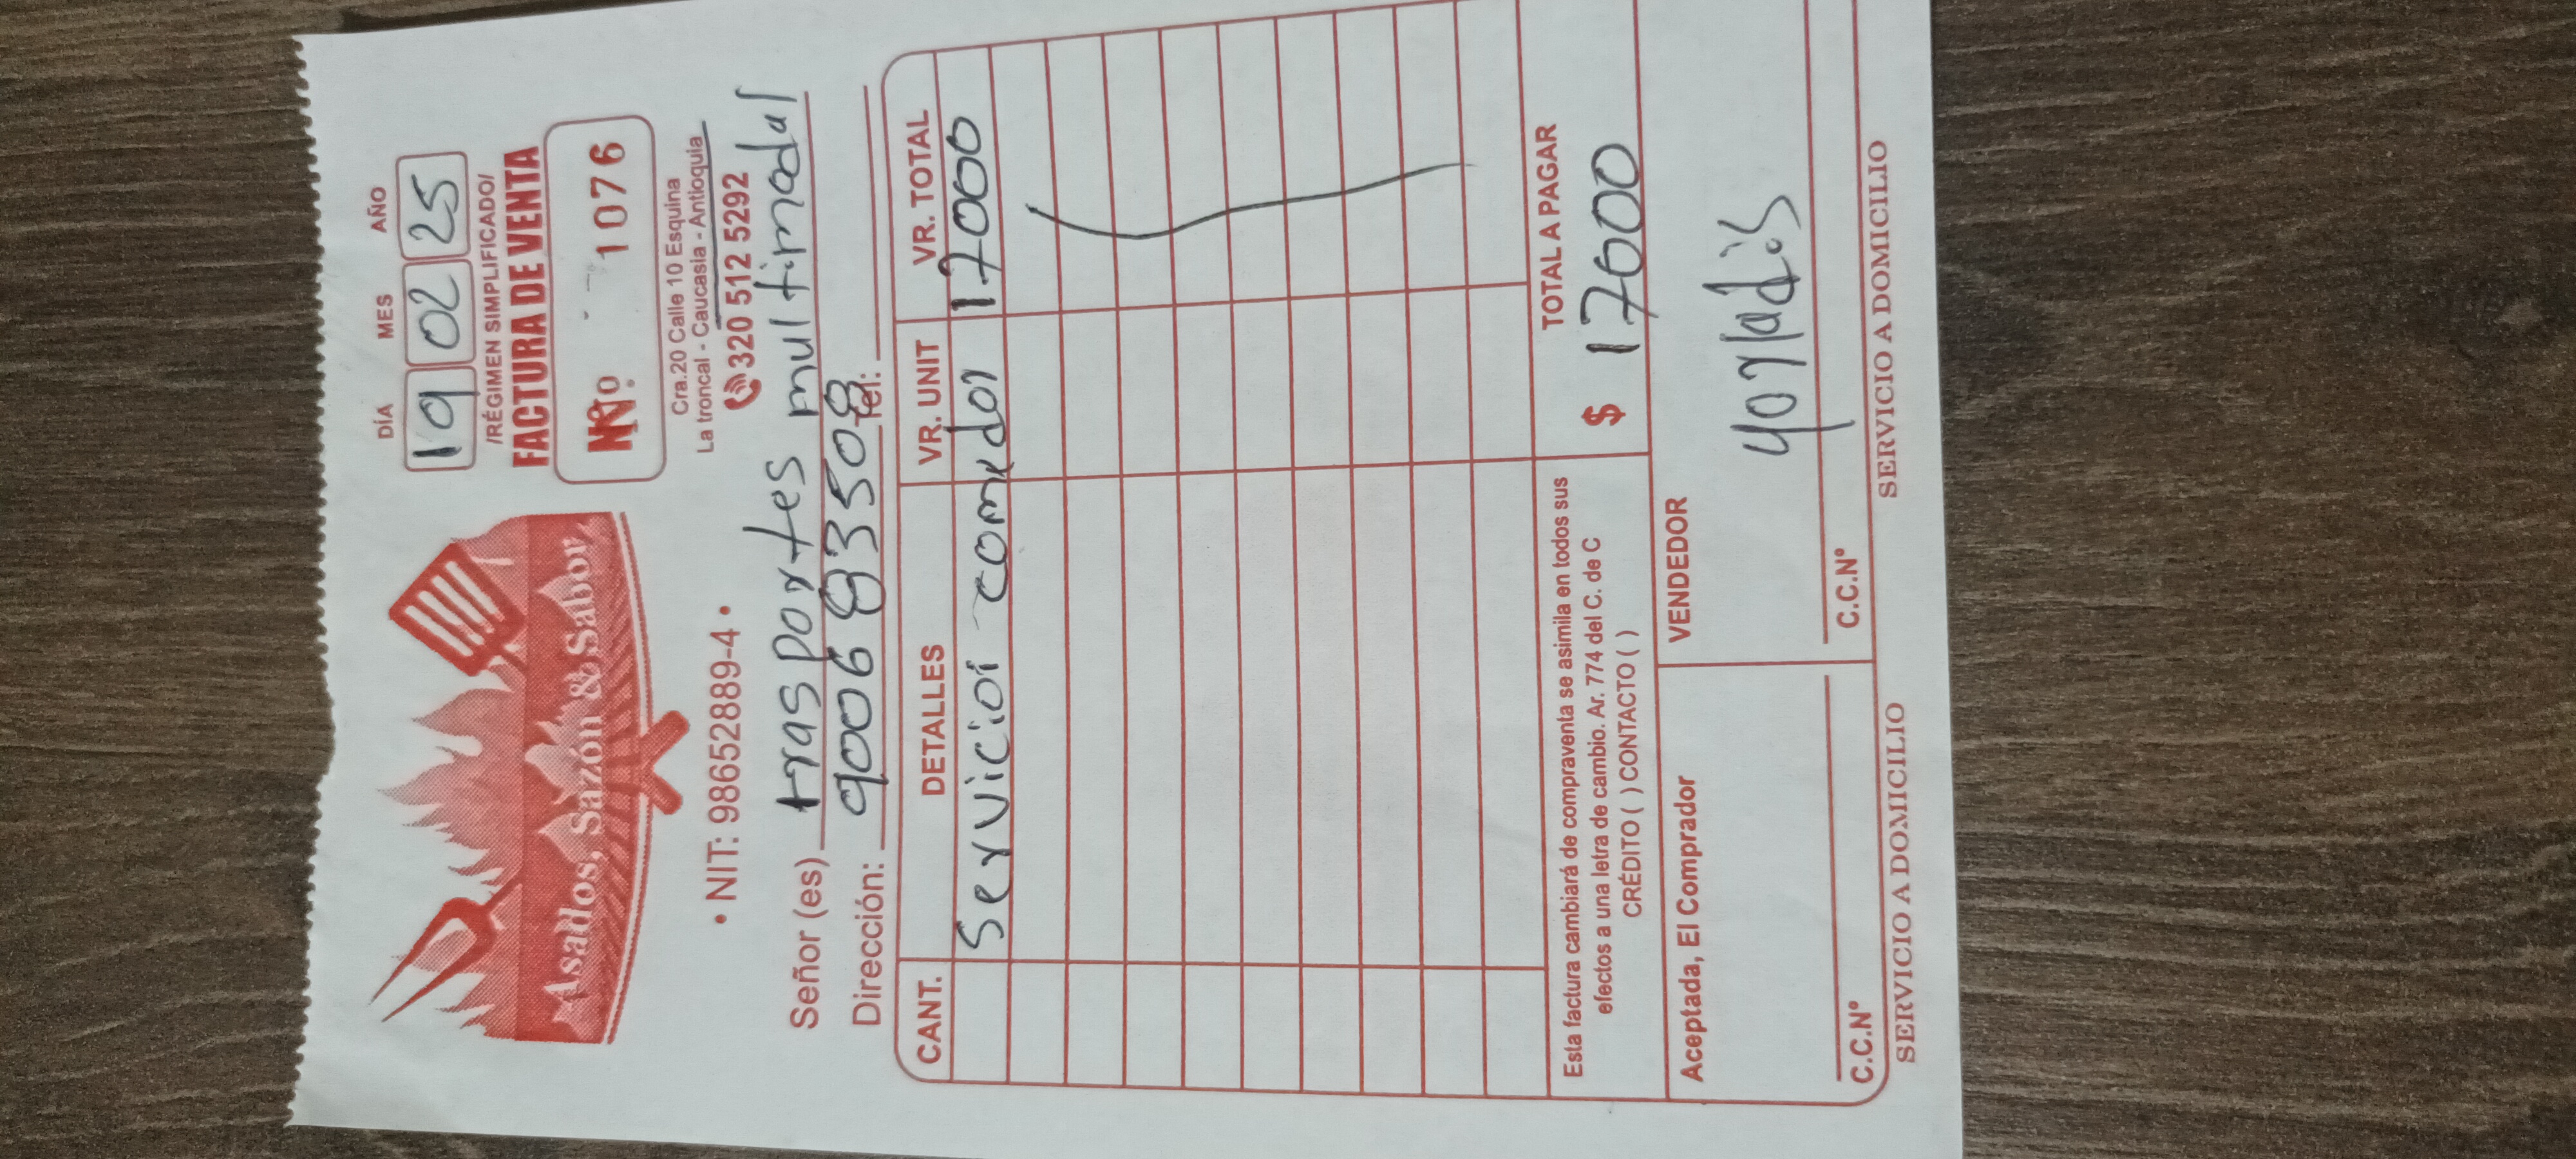 Asados, Sazón & Sabor
DÍA MES AÑO
19 02 25
/RÉGIMEN SIMPLIFICADO/
FACTURA DE VENTA
Nº 1076
• NIT: 98652889-4 •
Cra.20 Calle 10 Esquina
La troncal - Caucasia - Antioquia
320 512 5292
Señor (es) trasportes multimodal
Dirección: 900683508 Tel:
CANT. DETALLES VR. UNIT VR. TOTAL
Servicioi comedor 17000
Esta factura cambiará de compraventa se asimila en todos sus
efectos a una letra de cambio. Ar. 774 del C. de C
CRÉDITO ( ) CONTACTO ( )
TOTAL A PAGAR
$ 17000
Aceptada, El Comprador VENDEDOR
C.C.Nº C.C.Nº
SERVICIO A DOMICILIO SERVICIO A DOMICILIO